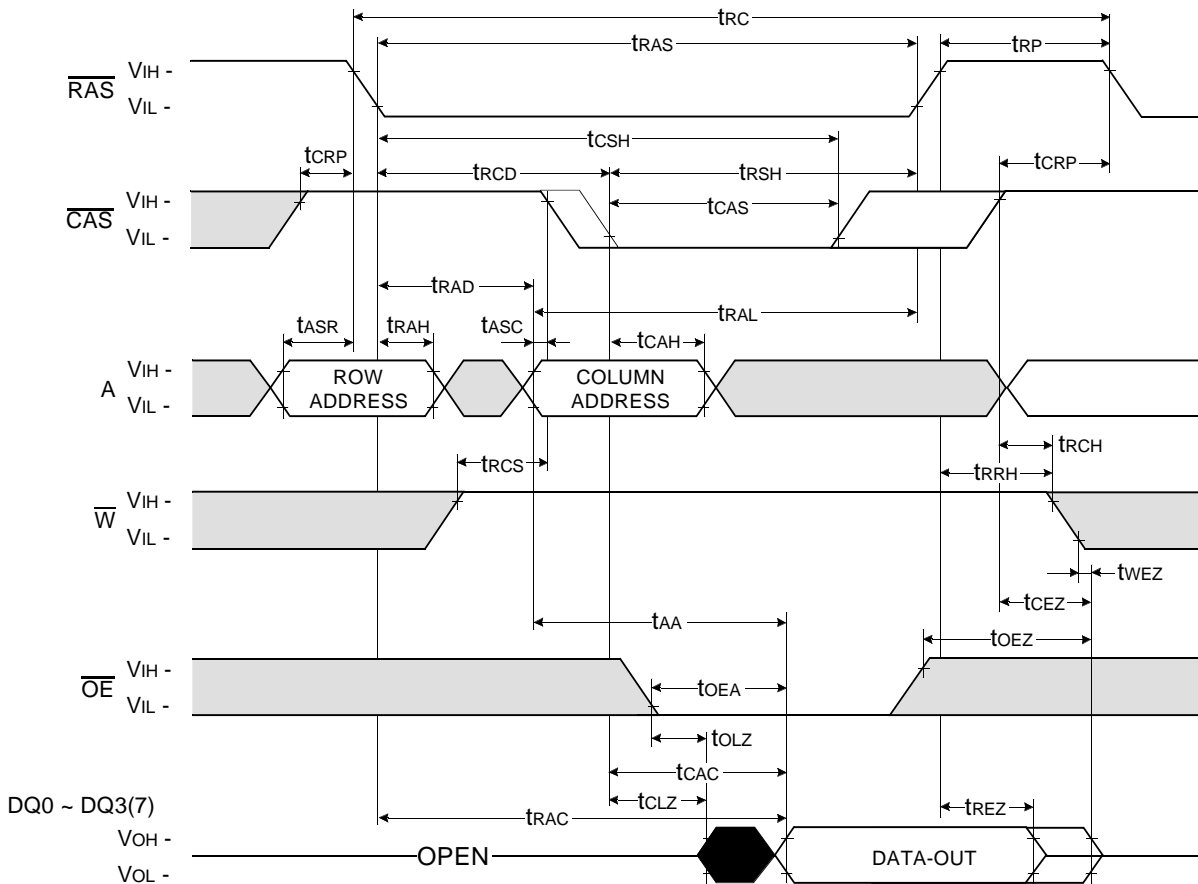 tRC
tRAS
tRP
RAS
VIH -
VIL -
tCSH
tCRP
tRCD
tRSH
tCRP
CAS
VIH -
VIL -
tCAS
tRAD
tRAL
tASR
tRAH
tASC
tCAH
A
VIH -
VIL -
ROW
ADDRESS
COLUMN
ADDRESS
tRCH
tRCS
tRRH
W
VIH -
VIL -
tWEZ
tCEZ
tAA
tOEZ
OE
VIH -
VIL -
tOEA
tOLZ
tCAC
DQ0 ~ DQ3(7)
tCLZ
tREZ
tRAC
VOH -
VOL -
OPEN
DATA-OUT